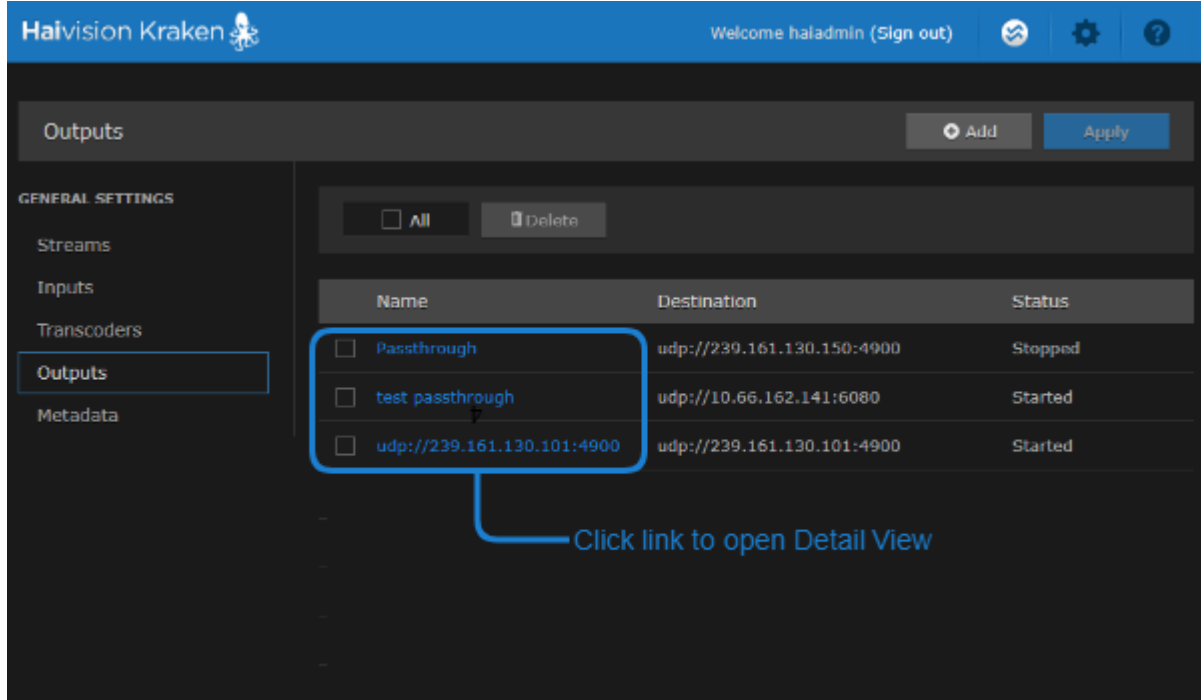 Haivision Kraken
Welcome haiadmin (Sign out)
Outputs
Add
Apply
GENERAL SETTINGS
Streams
Inputs
Transcoders
Outputs
Metadata
All
Delete
Name Destination Status
Passthrough udp://239.161.130.150:4900 Stopped
test passthrough udp://10.66.162.141:6080 Started
udp://239.161.130.101:4900 udp://239.161.130.101:4900 Started
Click link to open Detail View